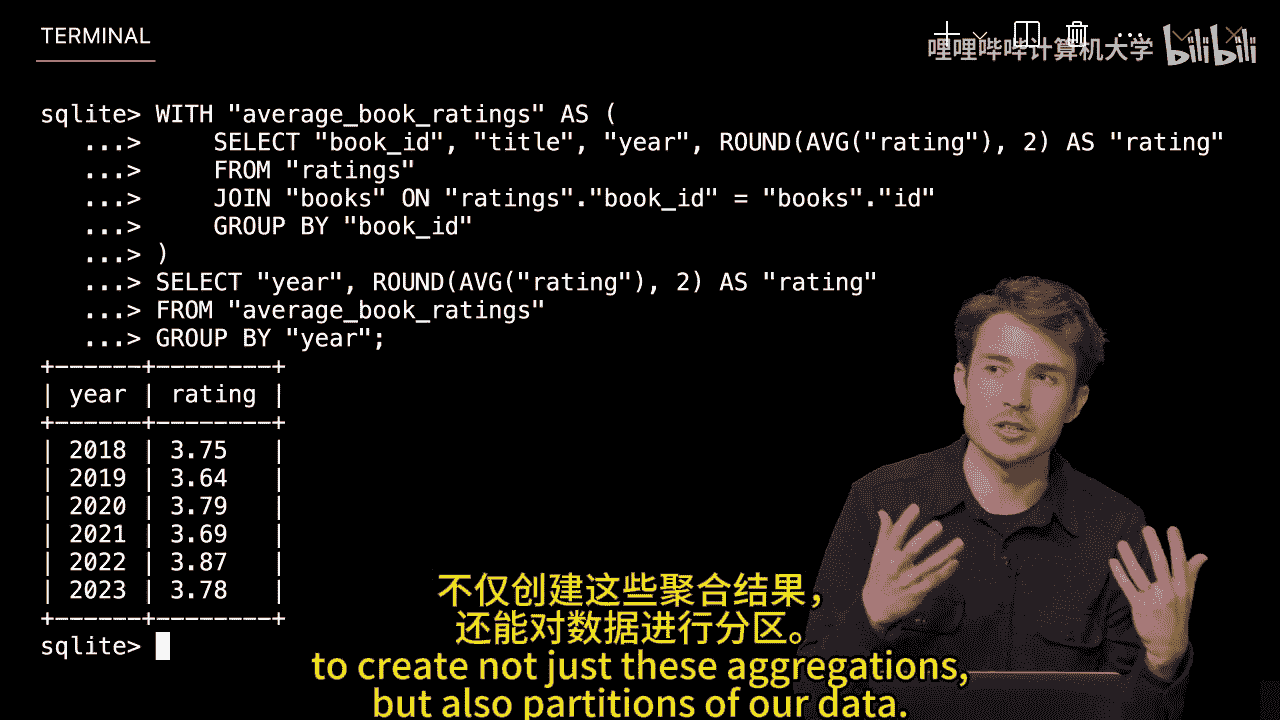 TERMINAL
哩哩哔哔计算机大学 bilibili
sqlite> WITH "average_book_ratings" AS (
...> SELECT "book_id", "title", "year", ROUND(AVG("rating"), 2) AS "rating"
...> FROM "ratings"
...> JOIN "books" ON "ratings"."book_id" = "books"."id"
...> GROUP BY "book_id"
...> )
...> SELECT "year", ROUND(AVG("rating"), 2) AS "rating"
...> FROM "average_book_ratings"
...> GROUP BY "year";
+------+--------+
| year | rating |
+------+--------+
| 2018 | 3.75 |
| 2019 | 3.64 |
| 2020 | 3.79 |
| 2021 | 3.69 |
| 2022 | 3.87 |
| 2023 | 3.78 |
+------+--------+
sqlite>
不仅创建这些聚合结果，
还能对数据进行分区。
to create not just these aggregations,
but also partitions of our data.